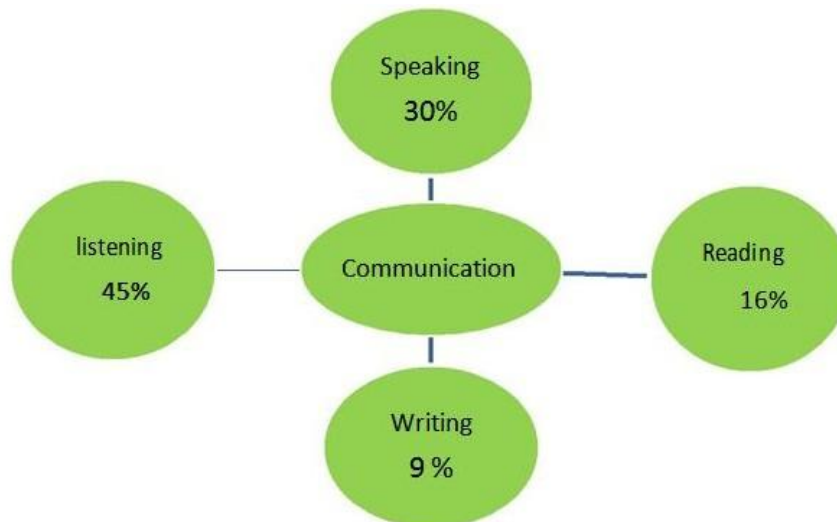 Speaking
30%
listening
45%
Communication
Reading
16%
Writing
9 %